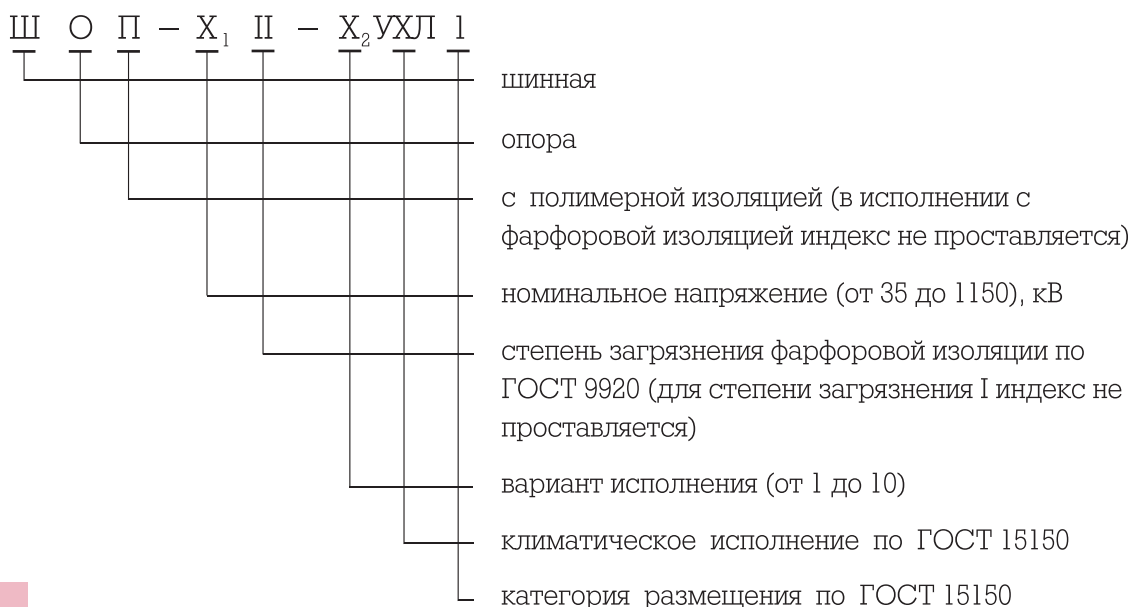 Ш О П – Х₁ II – Х₂ УХЛ 1
шинная
опора
с полимерной изоляцией (в исполнении с
фарфоровой изоляцией индекс не проставляется)
номинальное напряжение (от 35 до 1150), кВ
степень загрязнения фарфоровой изоляции по
ГОСТ 9920 (для степени загрязнения I индекс не
проставляется)
вариант исполнения (от 1 до 10)
климатическое исполнение по ГОСТ 15150
категория размещения по ГОСТ 15150